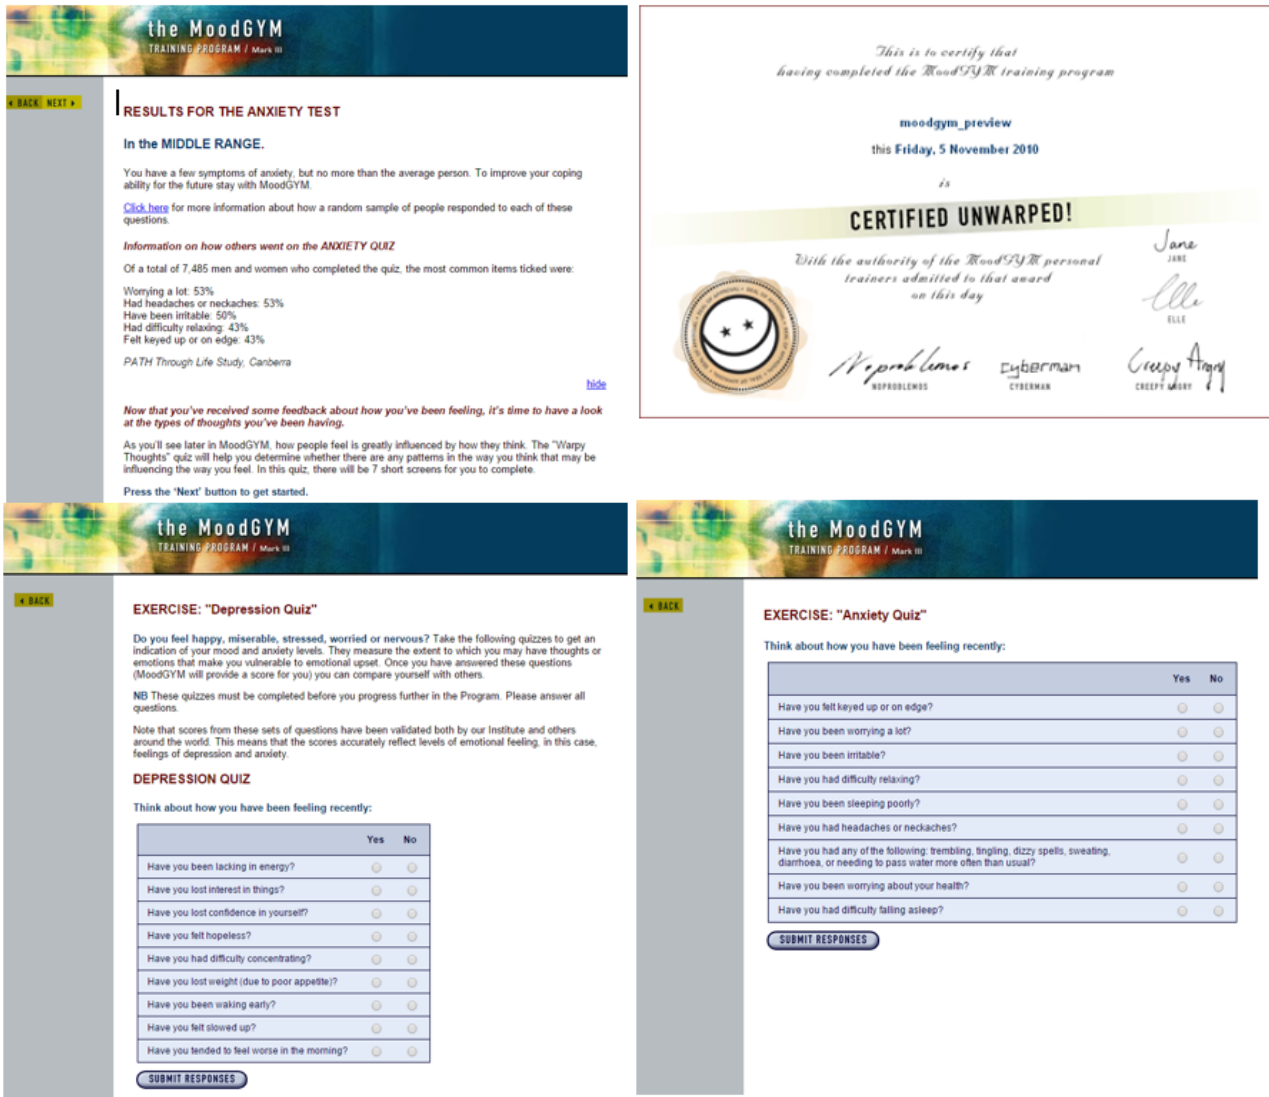 the MoodGYM
TRAINING PROGRAM / Mark III
BACK NEXT
RESULTS FOR THE ANXIETY TEST
In the MIDDLE RANGE.
You have a few symptoms of anxiety, but no more than the average person. To improve your coping
ability for the future stay with MoodGYM.
Click here for more information about how a random sample of people responded to each of these
questions.
Information on how others went on the ANXIETY QUIZ
Of a total of 7,485 men and women who completed the quiz, the most common items ticked were:
Worrying a lot: 53%
Had headaches or neckaches: 53%
Have been irritable: 50%
Had difficulty relaxing: 43%
Felt keyed up or on edge: 43%
PATH Through Life Study, Canberra
hide
Now that you've received some feedback about how you've been feeling, it's time to have a look
at the types of thoughts you've been having.
As you'll see later in MoodGYM, how people feel is greatly influenced by how they think. The "Warpy
Thoughts" quiz will help you determine whether there are any patterns in the way you think that may be
influencing the way you feel. In this quiz, there will be 7 short screens for you to complete.
Press the 'Next' button to get started.
This is to certify that
having completed the MoodGYM training program
moodgym_preview
this Friday, 5 November 2010
is
CERTIFIED UNWARPED!
With the authority of the MoodGYM personal
trainers admitted to that award
on this day
Jane
JANE
Elle
ELLE
Noproblemos
NOPROBLEMOS
Cyberman
CYBERMAN
Creepy Angry
CREEPY ANGRY
SEAL OF APPROVAL
the MoodGYM
TRAINING PROGRAM / Mark III
BACK
EXERCISE: "Depression Quiz"
Do you feel happy, miserable, stressed, worried or nervous? Take the following quizzes to get an
indication of your mood and anxiety levels. They measure the extent to which you may have thoughts or
emotions that make you vulnerable to emotional upset. Once you have answered these questions
(MoodGYM will provide a score for you) you can compare yourself with others.
NB These quizzes must be completed before you progress further in the Program. Please answer all
questions.
Note that scores from these sets of questions have been validated both by our Institute and others
around the world. This means that the scores accurately reflect levels of emotional feeling, in this case,
feelings of depression and anxiety.
DEPRESSION QUIZ
Think about how you have been feeling recently:
Yes No
Have you been lacking in energy?
Have you lost interest in things?
Have you lost confidence in yourself?
Have you felt hopeless?
Have you had difficulty concentrating?
Have you lost weight (due to poor appetite)?
Have you been waking early?
Have you felt slowed up?
Have you tended to feel worse in the morning?
SUBMIT RESPONSES
the MoodGYM
TRAINING PROGRAM / Mark III
BACK
EXERCISE: "Anxiety Quiz"
Think about how you have been feeling recently:
Yes No
Have you felt keyed up or on edge?
Have you been worrying a lot?
Have you been irritable?
Have you had difficulty relaxing?
Have you been sleeping poorly?
Have you had headaches or neckaches?
Have you had any of the following: trembling, tingling, dizzy spells, sweating,
diarrhoea, or needing to pass water more often than usual?
Have you been worrying about your health?
Have you had difficulty falling asleep?
SUBMIT RESPONSES